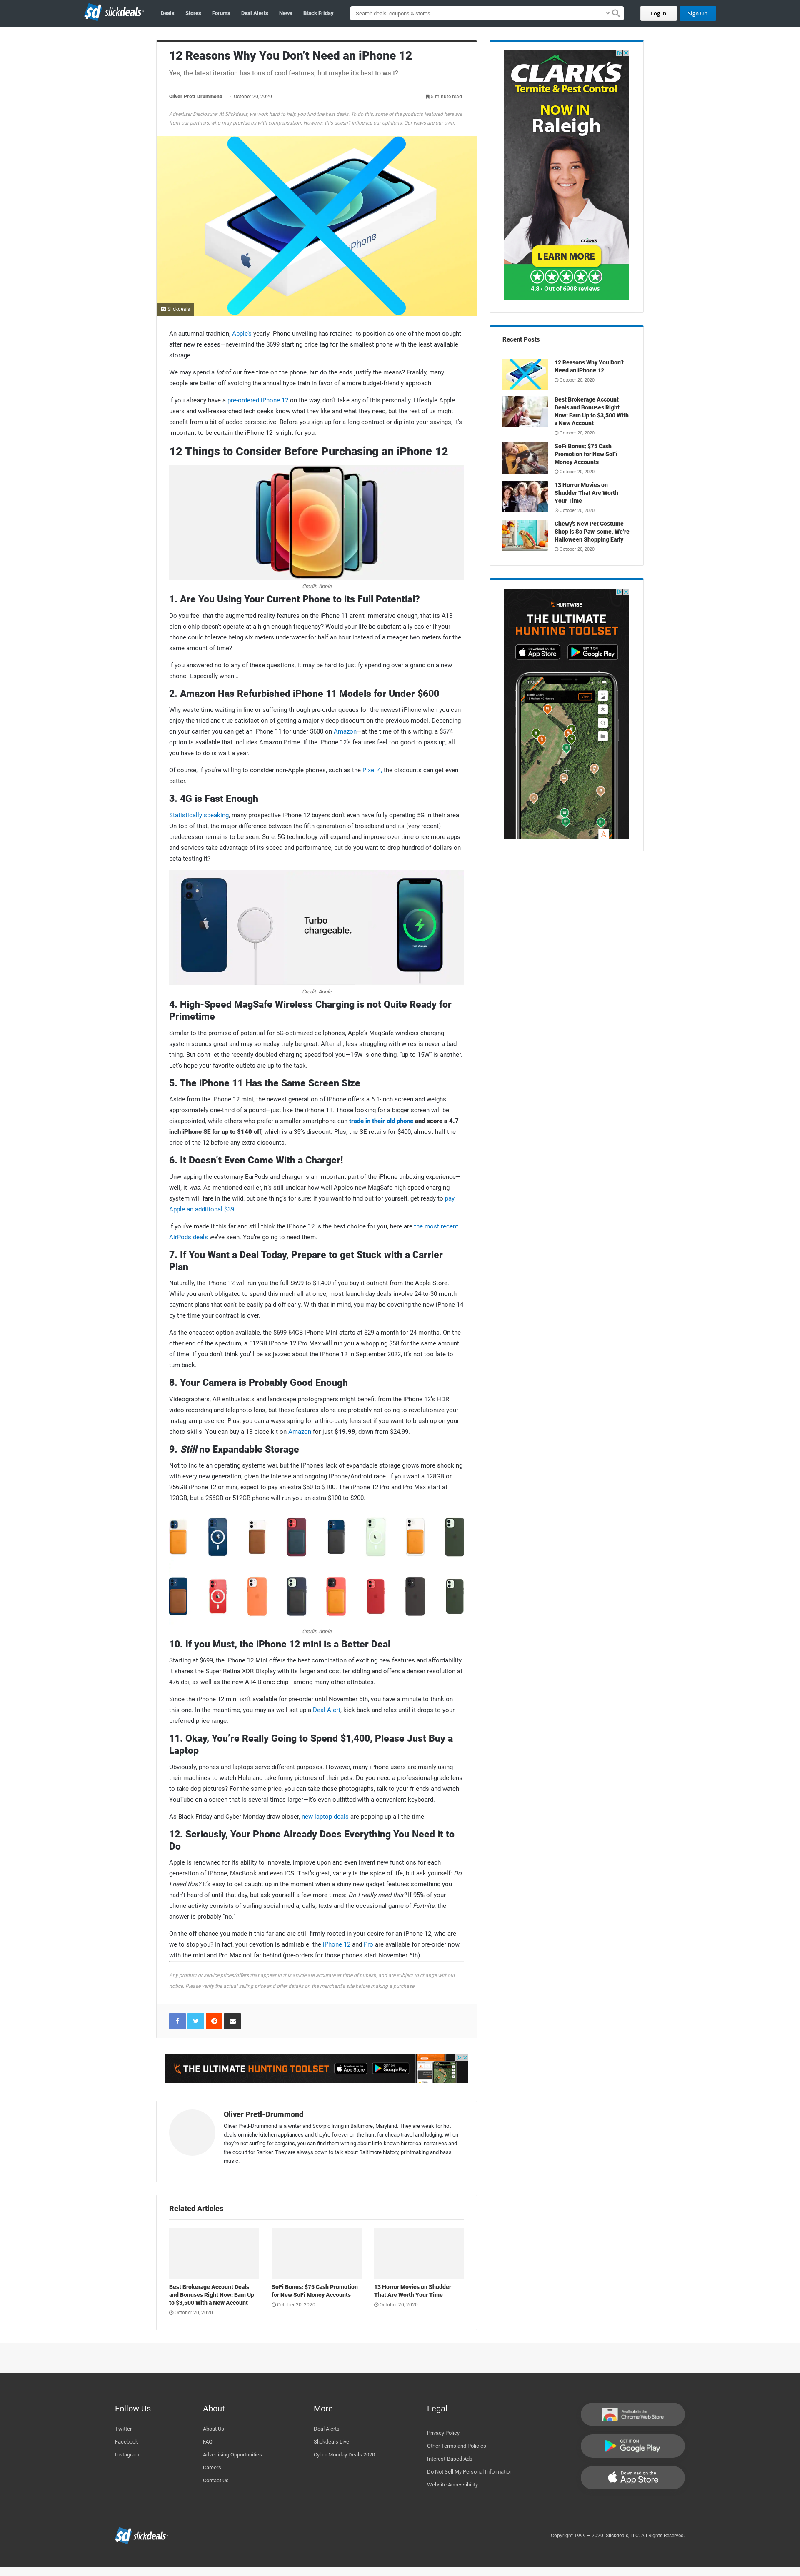 slickdeals
Deals
Stores
Forums
Deal Alerts
News
Black Friday
Search deals, coupons & stores
Log In
Sign Up
12 Reasons Why You Don't Need an iPhone 12
Yes, the latest iteration has tons of cool features, but maybe it's best to wait?
Oliver Pretl-Drummond - October 20, 2020
5 minute read
Advertiser Disclosure: At Slickdeals, we work hard to help you find the best deals. To do this, some of the products featured here are
from our partners, who may provide us with compensation. However, this doesn't influence our opinions. Our views are our own.
iPhone
Slickdeals
An autumnal tradition, Apple's yearly iPhone unveiling has retained its position as one of the most sought-
after new releases—nevermind the $699 starting price tag for the smallest phone with the least available
storage.
We may spend a lot of our free time on the phone, but do the ends justify the means? Frankly, many
people are better off avoiding the annual hype train in favor of a more budget-friendly approach.
If you already have a pre-ordered iPhone 12 on the way, don't take any of this personally. Lifestyle Apple
users and well-researched tech geeks know what they like and what they need, but the rest of us might
benefit from a bit of added perspective. Before you sign up for a long contract or dip into your savings, it's
important to be certain the iPhone 12 is right for you.
12 Things to Consider Before Purchasing an iPhone 12
Credit: Apple
1. Are You Using Your Current Phone to its Full Potential?
Do you feel that the augmented reality features on the iPhone 11 aren't immersive enough, that its A13
bionic chip doesn't operate at a high enough frequency? Would your life be substantially easier if your
phone could tolerate being six meters underwater for half an hour instead of a meager two meters for the
same amount of time?
If you answered no to any of these questions, it may be hard to justify spending over a grand on a new
phone. Especially when…
2. Amazon Has Refurbished iPhone 11 Models for Under $600
Why waste time waiting in line or suffering through pre-order queues for the newest iPhone when you can
enjoy the tried and true satisfaction of getting a majorly deep discount on the previous model. Depending
on your carrier, you can get an iPhone 11 for under $600 on Amazon—at the time of this writing, a $574
option is available that includes Amazon Prime. If the iPhone 12's features feel too good to pass up, all
you have to do is wait a year.
Of course, if you're willing to consider non-Apple phones, such as the Pixel 4, the discounts can get even
better.
3. 4G is Fast Enough
Statistically speaking, many prospective iPhone 12 buyers don't even have fully operating 5G in their area.
On top of that, the major difference between the fifth generation of broadband and its (very recent)
predecessor remains to be seen. Sure, 5G technology will expand and improve over time once more apps
and services take advantage of its speed and performance, but do you want to drop hundred of dollars on
beta testing it?
Turbo
chargeable.
Credit: Apple
4. High-Speed MagSafe Wireless Charging is not Quite Ready for
Primetime
Similar to the promise of potential for 5G-optimized cellphones, Apple's MagSafe wireless charging
system sounds great and may someday truly be great. After all, less struggling with wires is never a bad
thing. But don't let the recently doubled charging speed fool you—15W is one thing, "up to 15W" is another.
Let's hope your favorite outlets are up to the task.
5. The iPhone 11 Has the Same Screen Size
Aside from the iPhone 12 mini, the newest generation of iPhone offers a 6.1-inch screen and weighs
approximately one-third of a pound—just like the iPhone 11. Those looking for a bigger screen will be
disappointed, while others who prefer a smaller smartphone can trade in their old phone and score a 4.7-
inch iPhone SE for up to $140 off, which is a 35% discount. Plus, the SE retails for $400; almost half the
price of the 12 before any extra discounts.
6. It Doesn't Even Come With a Charger!
Unwrapping the customary EarPods and charger is an important part of the iPhone unboxing experience—
well, it was. As mentioned earlier, it's still unclear how well Apple's new MagSafe high-speed charging
system will fare in the wild, but one thing's for sure: if you want to find out for yourself, get ready to pay
Apple an additional $39.
If you've made it this far and still think the iPhone 12 is the best choice for you, here are the most recent
AirPods deals we've seen. You're going to need them.
7. If You Want a Deal Today, Prepare to get Stuck with a Carrier
Plan
Naturally, the iPhone 12 will run you the full $699 to $1,400 if you buy it outright from the Apple Store.
While you aren't obligated to spend this much all at once, most launch day deals involve 24-to-30 month
payment plans that can't be easily paid off early. With that in mind, you may be coveting the new iPhone 14
by the time your contract is over.
As the cheapest option available, the $699 64GB iPhone Mini starts at $29 a month for 24 months. On the
other end of the spectrum, a 512GB iPhone 12 Pro Max will run you a whopping $58 for the same amount
of time. If you don't think you'll be as jazzed about the iPhone 12 in September 2022, it's not too late to
turn back.
8. Your Camera is Probably Good Enough
Videographers, AR enthusiasts and landscape photographers might benefit from the iPhone 12's HDR
video recording and telephoto lens, but these features alone are probably not going to revolutionize your
Instagram presence. Plus, you can always spring for a third-party lens set if you want to brush up on your
photo skills. You can buy a 13 piece kit on Amazon for just $19.99, down from $24.99.
9. Still no Expandable Storage
Not to incite an operating systems war, but the iPhone's lack of expandable storage grows more shocking
with every new generation, given the intense and ongoing iPhone/Android race. If you want a 128GB or
256GB iPhone 12 or mini, expect to pay an extra $50 to $100. The iPhone 12 Pro and Pro Max start at
128GB, but a 256GB or 512GB phone will run you an extra $100 to $200.
Credit: Apple
10. If you Must, the iPhone 12 mini is a Better Deal
Starting at $699, the iPhone 12 Mini offers the best combination of exciting new features and affordability.
It shares the Super Retina XDR Display with its larger and costlier sibling and offers a denser resolution at
476 dpi, as well as the new A14 Bionic chip—among many other attributes.
Since the iPhone 12 mini isn't available for pre-order until November 6th, you have a minute to think on
this one. In the meantime, you may as well set up a Deal Alert, kick back and relax until it drops to your
preferred price range.
11. Okay, You're Really Going to Spend $1,400, Please Just Buy a
Laptop
Obviously, phones and laptops serve different purposes. However, many iPhone users are mainly using
their machines to watch Hulu and take funny pictures of their pets. Do you need a professional-grade lens
to take dog pictures? For the same price, you can take these photographs, talk to your friends and watch
YouTube on a screen that is several times larger—it's even outfitted with a convenient keyboard.
As Black Friday and Cyber Monday draw closer, new laptop deals are popping up all the time.
12. Seriously, Your Phone Already Does Everything You Need it to
Do
Apple is renowned for its ability to innovate, improve upon and even invent new functions for each
generation of iPhone, MacBook and even iOS. That's great, variety is the spice of life, but ask yourself: Do
I need this? It's easy to get caught up in the moment when a shiny new gadget features something you
hadn't heard of until that day, but ask yourself a few more times: Do I really need this? If 95% of your
phone activity consists of surfing social media, calls, texts and the occasional game of Fortnite, the
answer is probably "no."
On the off chance you made it this far and are still firmly rooted in your desire for an iPhone 12, who are
we to stop you? In fact, your devotion is admirable: the iPhone 12 and Pro are available for pre-order now,
with the mini and Pro Max not far behind (pre-orders for those phones start November 6th).
Any product or service prices/offers that appear in this article are accurate at time of publish, and are subject to change without
notice. Please verify the actual selling price and offer details on the merchant's site before making a purchase.
THE ULTIMATE HUNTING TOOLSET
Download on the App Store
GET IT ON Google Play
Oliver Pretl-Drummond
Oliver Pretl-Drummond is a writer and Scorpio living in Baltimore, Maryland. They are weak for hot
deals on niche kitchen appliances and they're forever on the hunt for cheap travel and lodging. When
they're not surfing for bargains, you can find them writing about little-known historical narratives and
the occult for Ranker. They are always down to talk about Baltimore history, printmaking and bass
music.
Related Articles
Best Brokerage Account Deals
and Bonuses Right Now: Earn Up
to $3,500 With a New Account
October 20, 2020
SoFi Bonus: $75 Cash Promotion
for New SoFi Money Accounts
October 20, 2020
13 Horror Movies on Shudder
That Are Worth Your Time
October 20, 2020
CLARK'S
Termite & Pest Control
NOW IN
Raleigh
CLARK'S
LEARN MORE
4.8 • Out of 6908 reviews
Recent Posts
12 Reasons Why You Don't
Need an iPhone 12
October 20, 2020
Best Brokerage Account
Deals and Bonuses Right
Now: Earn Up to $3,500 With
a New Account
October 20, 2020
SoFi Bonus: $75 Cash
Promotion for New SoFi
Money Accounts
October 20, 2020
13 Horror Movies on
Shudder That Are Worth
Your Time
October 20, 2020
Chewy's New Pet Costume
Shop Is So Paw-some, We're
Halloween Shopping Early
October 20, 2020
HUNTWISE
THE ULTIMATE
HUNTING TOOLSET
Download on the App Store
GET IT ON Google Play
Follow Us
Twitter
Facebook
Instagram
About
About Us
FAQ
Advertising Opportunities
Careers
Contact Us
More
Deal Alerts
Slickdeals Live
Cyber Monday Deals 2020
Legal
Privacy Policy
Other Terms and Policies
Interest-Based Ads
Do Not Sell My Personal Information
Website Accessibility
Available in the
Chrome Web Store
GET IT ON
Google Play
Download on the
App Store
slickdeals
Copyright 1999 – 2020. Slickdeals, LLC. All Rights Reserved.